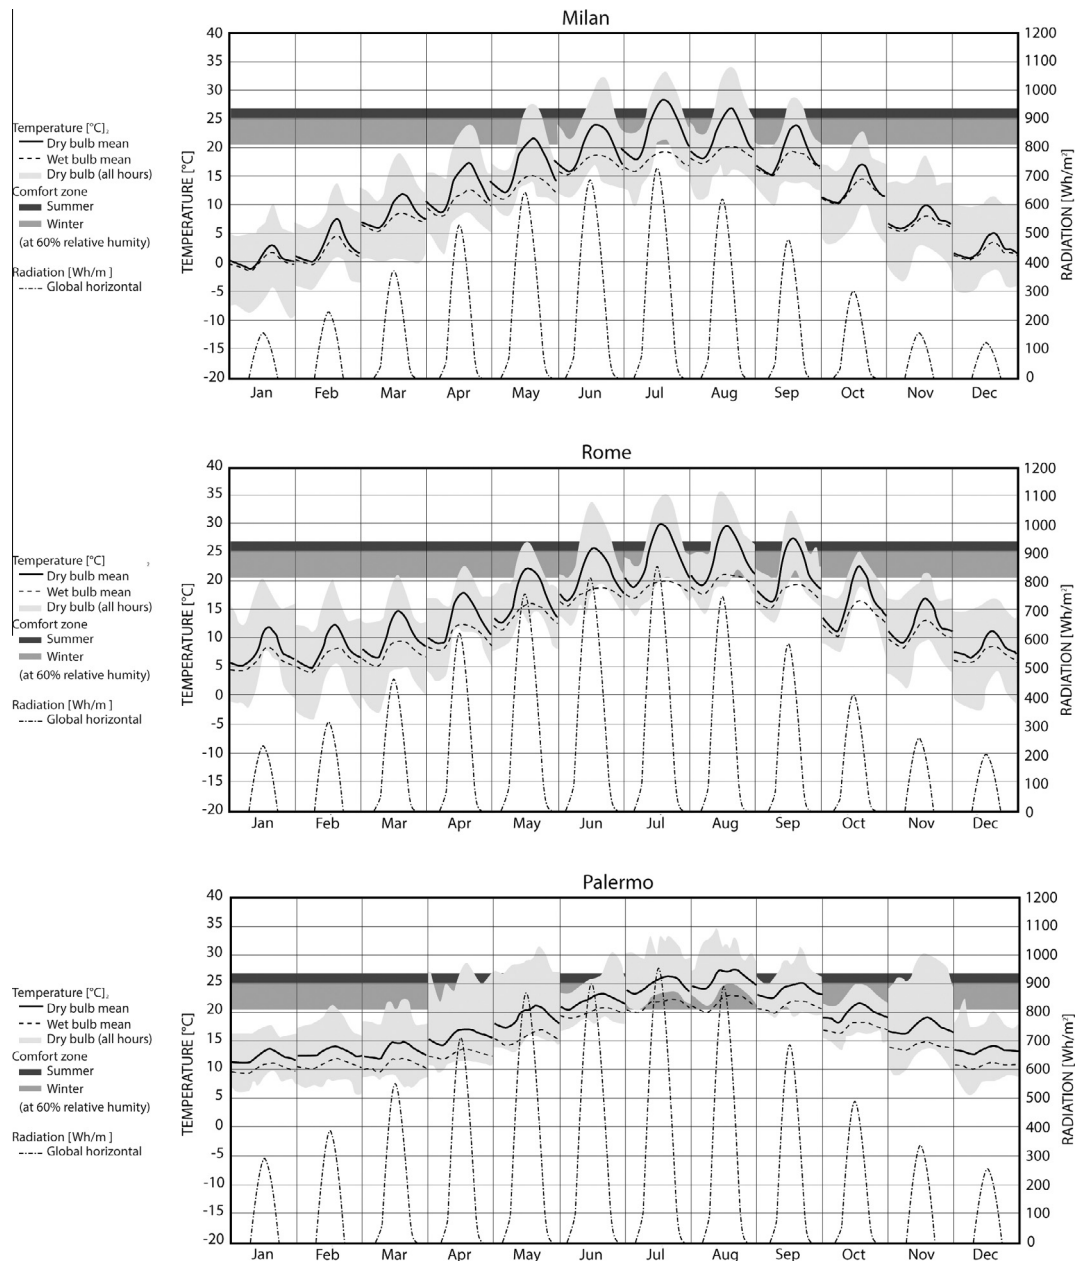 Milan
40
35
30
25
20
15
10
5
0
-5
-10
-15
-20
TEMPERATURE [°C]
1200
1100
1000
900
800
700
600
500
400
300
200
100
0
RADIATION [Wh/m²]
Jan Feb Mar Apr May Jun Jul Aug Sep Oct Nov Dec
Temperature [°C]
Dry bulb mean
Wet bulb mean
Dry bulb (all hours)
Comfort zone
Summer
Winter
(at 60% relative humity)
Radiation [Wh/m ]
Global horizontal
Rome
40
35
30
25
20
15
10
5
0
-5
-10
-15
-20
TEMPERATURE [°C]
1200
1100
1000
900
800
700
600
500
400
300
200
100
0
RADIATION [Wh/m²]
Jan Feb Mar Apr May Jun Jul Aug Sep Oct Nov Dec
Temperature [°C]
Dry bulb mean
Wet bulb mean
Dry bulb (all hours)
Comfort zone
Summer
Winter
(at 60% relative humity)
Radiation [Wh/m ]
Global horizontal
Palermo
40
35
30
25
20
15
10
5
0
-5
-10
-15
-20
TEMPERATURE [°C]
1200
1100
1000
900
800
700
600
500
400
300
200
100
0
RADIATION [Wh/m²]
Jan Feb Mar Apr May Jun Jul Aug Sep Oct Nov Dec
Temperature [°C]
Dry bulb mean
Wet bulb mean
Dry bulb (all hours)
Comfort zone
Summer
Winter
(at 60% relative humity)
Radiation [Wh/m ]
Global horizontal